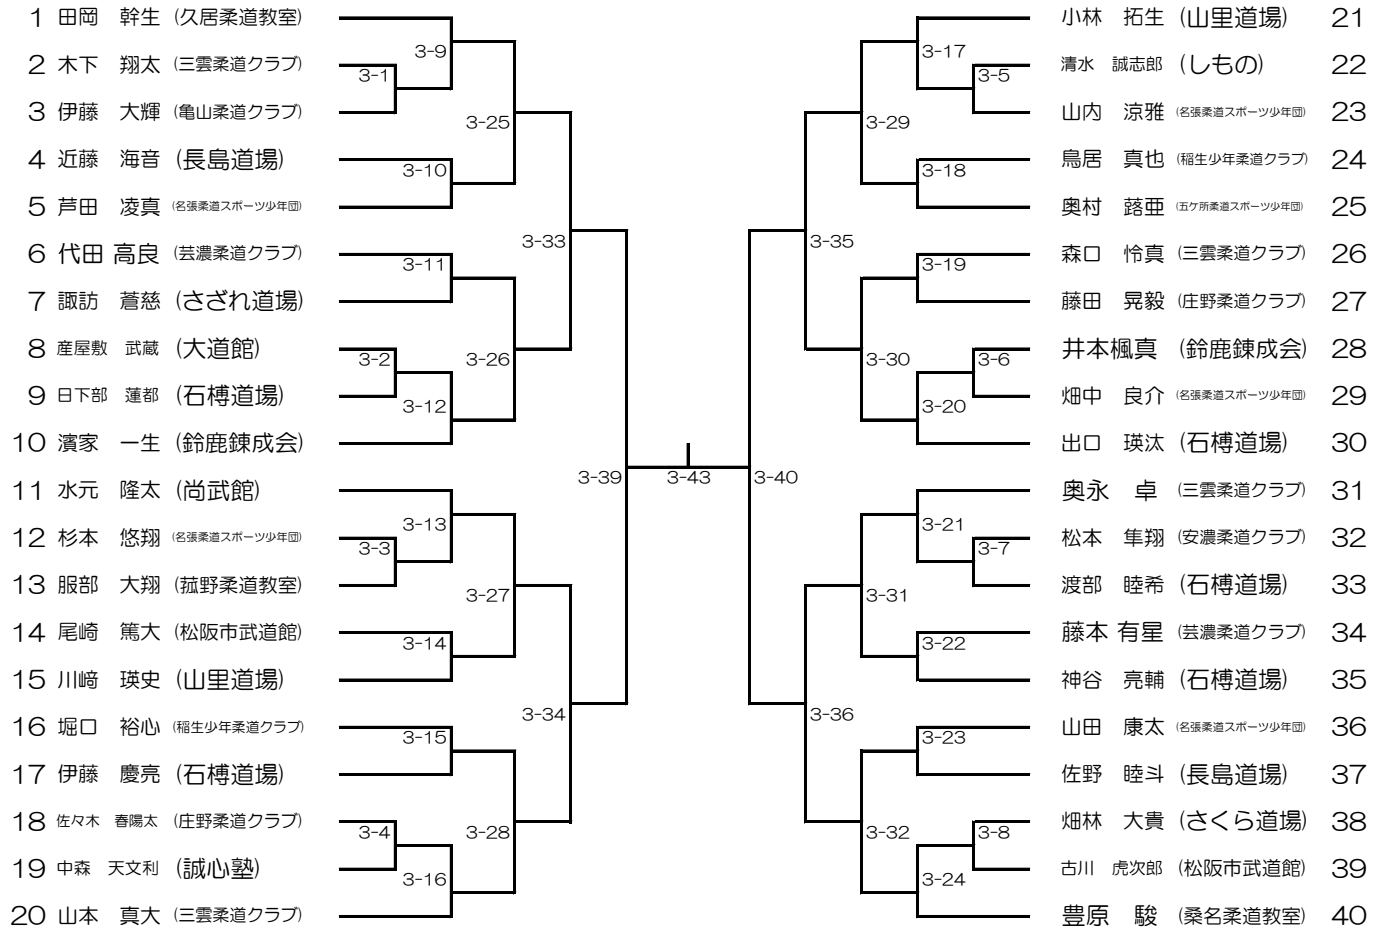 1 田岡 幹生 (久居柔道教室)
2 木下 翔太 (三雲柔道クラブ)
3 伊藤 大輝 (亀山柔道クラブ)
4 近藤 海音 (長島道場)
5 芦田 凌真 (名張柔道スポーツ少年団)
6 代田 高良 (芸濃柔道クラブ)
7 諏訪 蒼慈 (さざれ道場)
8 産屋敷 武蔵 (大道館)
9 日下部 蓮都 (石榑道場)
10 濱家 一生 (鈴鹿錬成会)
11 水元 隆太 (尚武館)
12 杉本 悠翔 (名張柔道スポーツ少年団)
13 服部 大翔 (菰野柔道教室)
14 尾崎 篤大 (松阪市武道館)
15 川﨑 瑛史 (山里道場)
16 堀口 裕心 (稲生少年柔道クラブ)
17 伊藤 慶亮 (石榑道場)
18 佐々木 春陽太 (庄野柔道クラブ)
19 中森 天文利 (誠心塾)
20 山本 真大 (三雲柔道クラブ)
3-1
3-2
3-3
3-4
3-9
3-10
3-11
3-12
3-13
3-14
3-15
3-16
3-25
3-26
3-27
3-28
3-33
3-34
3-39
3-43
3-40
3-35
3-36
3-29
3-30
3-31
3-32
3-17
3-18
3-19
3-20
3-21
3-22
3-23
3-24
3-5
3-6
3-7
3-8
小林 拓生 (山里道場) 21
清水 誠志郎 (しもの) 22
山内 涼雅 (名張柔道スポーツ少年団) 23
鳥居 真也 (稲生少年柔道クラブ) 24
奥村 蕗亜 (五ケ所柔道スポーツ少年団) 25
森口 怜真 (三雲柔道クラブ) 26
藤田 晃毅 (庄野柔道クラブ) 27
井本楓真 (鈴鹿錬成会) 28
畑中 良介 (名張柔道スポーツ少年団) 29
出口 瑛汰 (石榑道場) 30
奥永 卓 (三雲柔道クラブ) 31
松本 隼翔 (安濃柔道クラブ) 32
渡部 睦希 (石榑道場) 33
藤本 有星 (芸濃柔道クラブ) 34
神谷 亮輔 (石榑道場) 35
山田 康太 (名張柔道スポーツ少年団) 36
佐野 睦斗 (長島道場) 37
畑林 大貴 (さくら道場) 38
古川 虎次郎 (松阪市武道館) 39
豊原 駿 (桑名柔道教室) 40